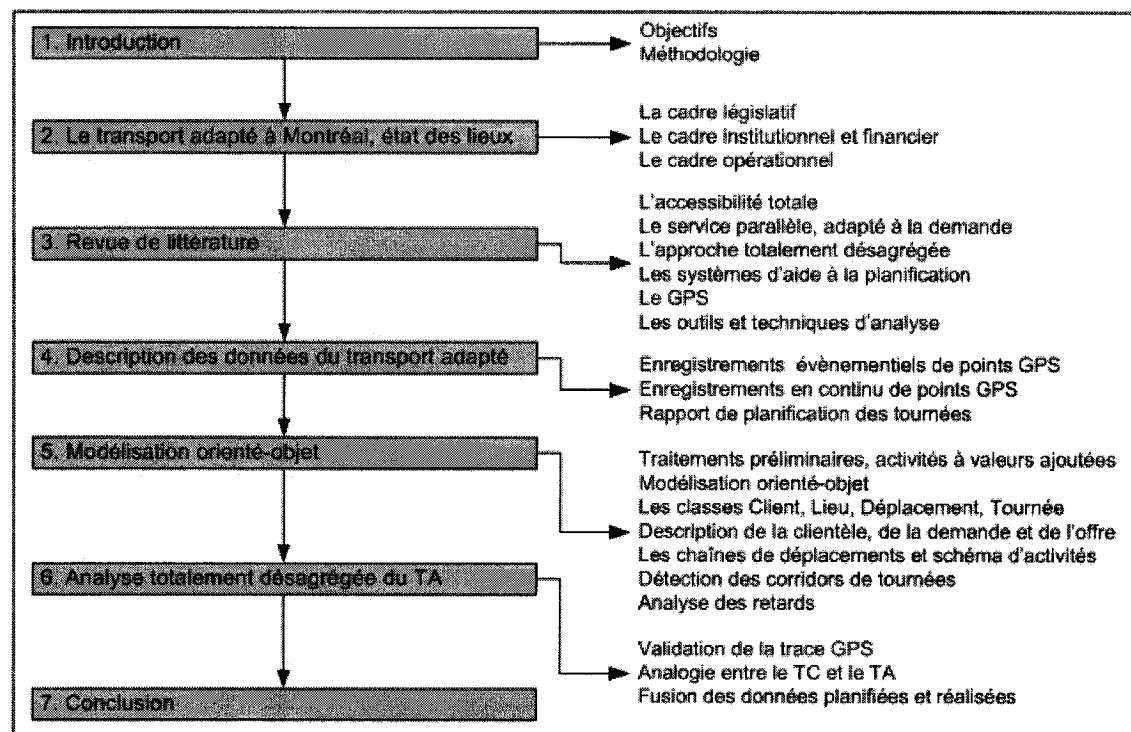 1. Introduction
Objectifs
Méthodologie
2. Le transport adapté à Montréal, état des lieux
La cadre législatif
Le cadre institutionnel et financier
Le cadre opérationnel
3. Revue de littérature
L'accessibilité totale
Le service parallèle, adapté à la demande
L'approche totalement désagrégée
Les systèmes d'aide à la planification
Le GPS
Les outils et techniques d'analyse
4. Description des données du transport adapté
Enregistrements évènementiels de points GPS
Enregistrements en continu de points GPS
Rapport de planification des tournées
5. Modélisation orienté-objet
Traitements préliminaires, activités à valeurs ajoutées
Modélisation orienté-objet
Les classes Client, Lieu, Déplacement, Tournée
Description de la clientèle, de la demande et de l'offre
Les chaînes de déplacements et schéma d'activités
Détection des corridors de tournées
Analyse des retards
6. Analyse totalement désagrégée du TA
Validation de la trace GPS
Analogie entre le TC et le TA
Fusion des données planifiées et réalisées
7. Conclusion